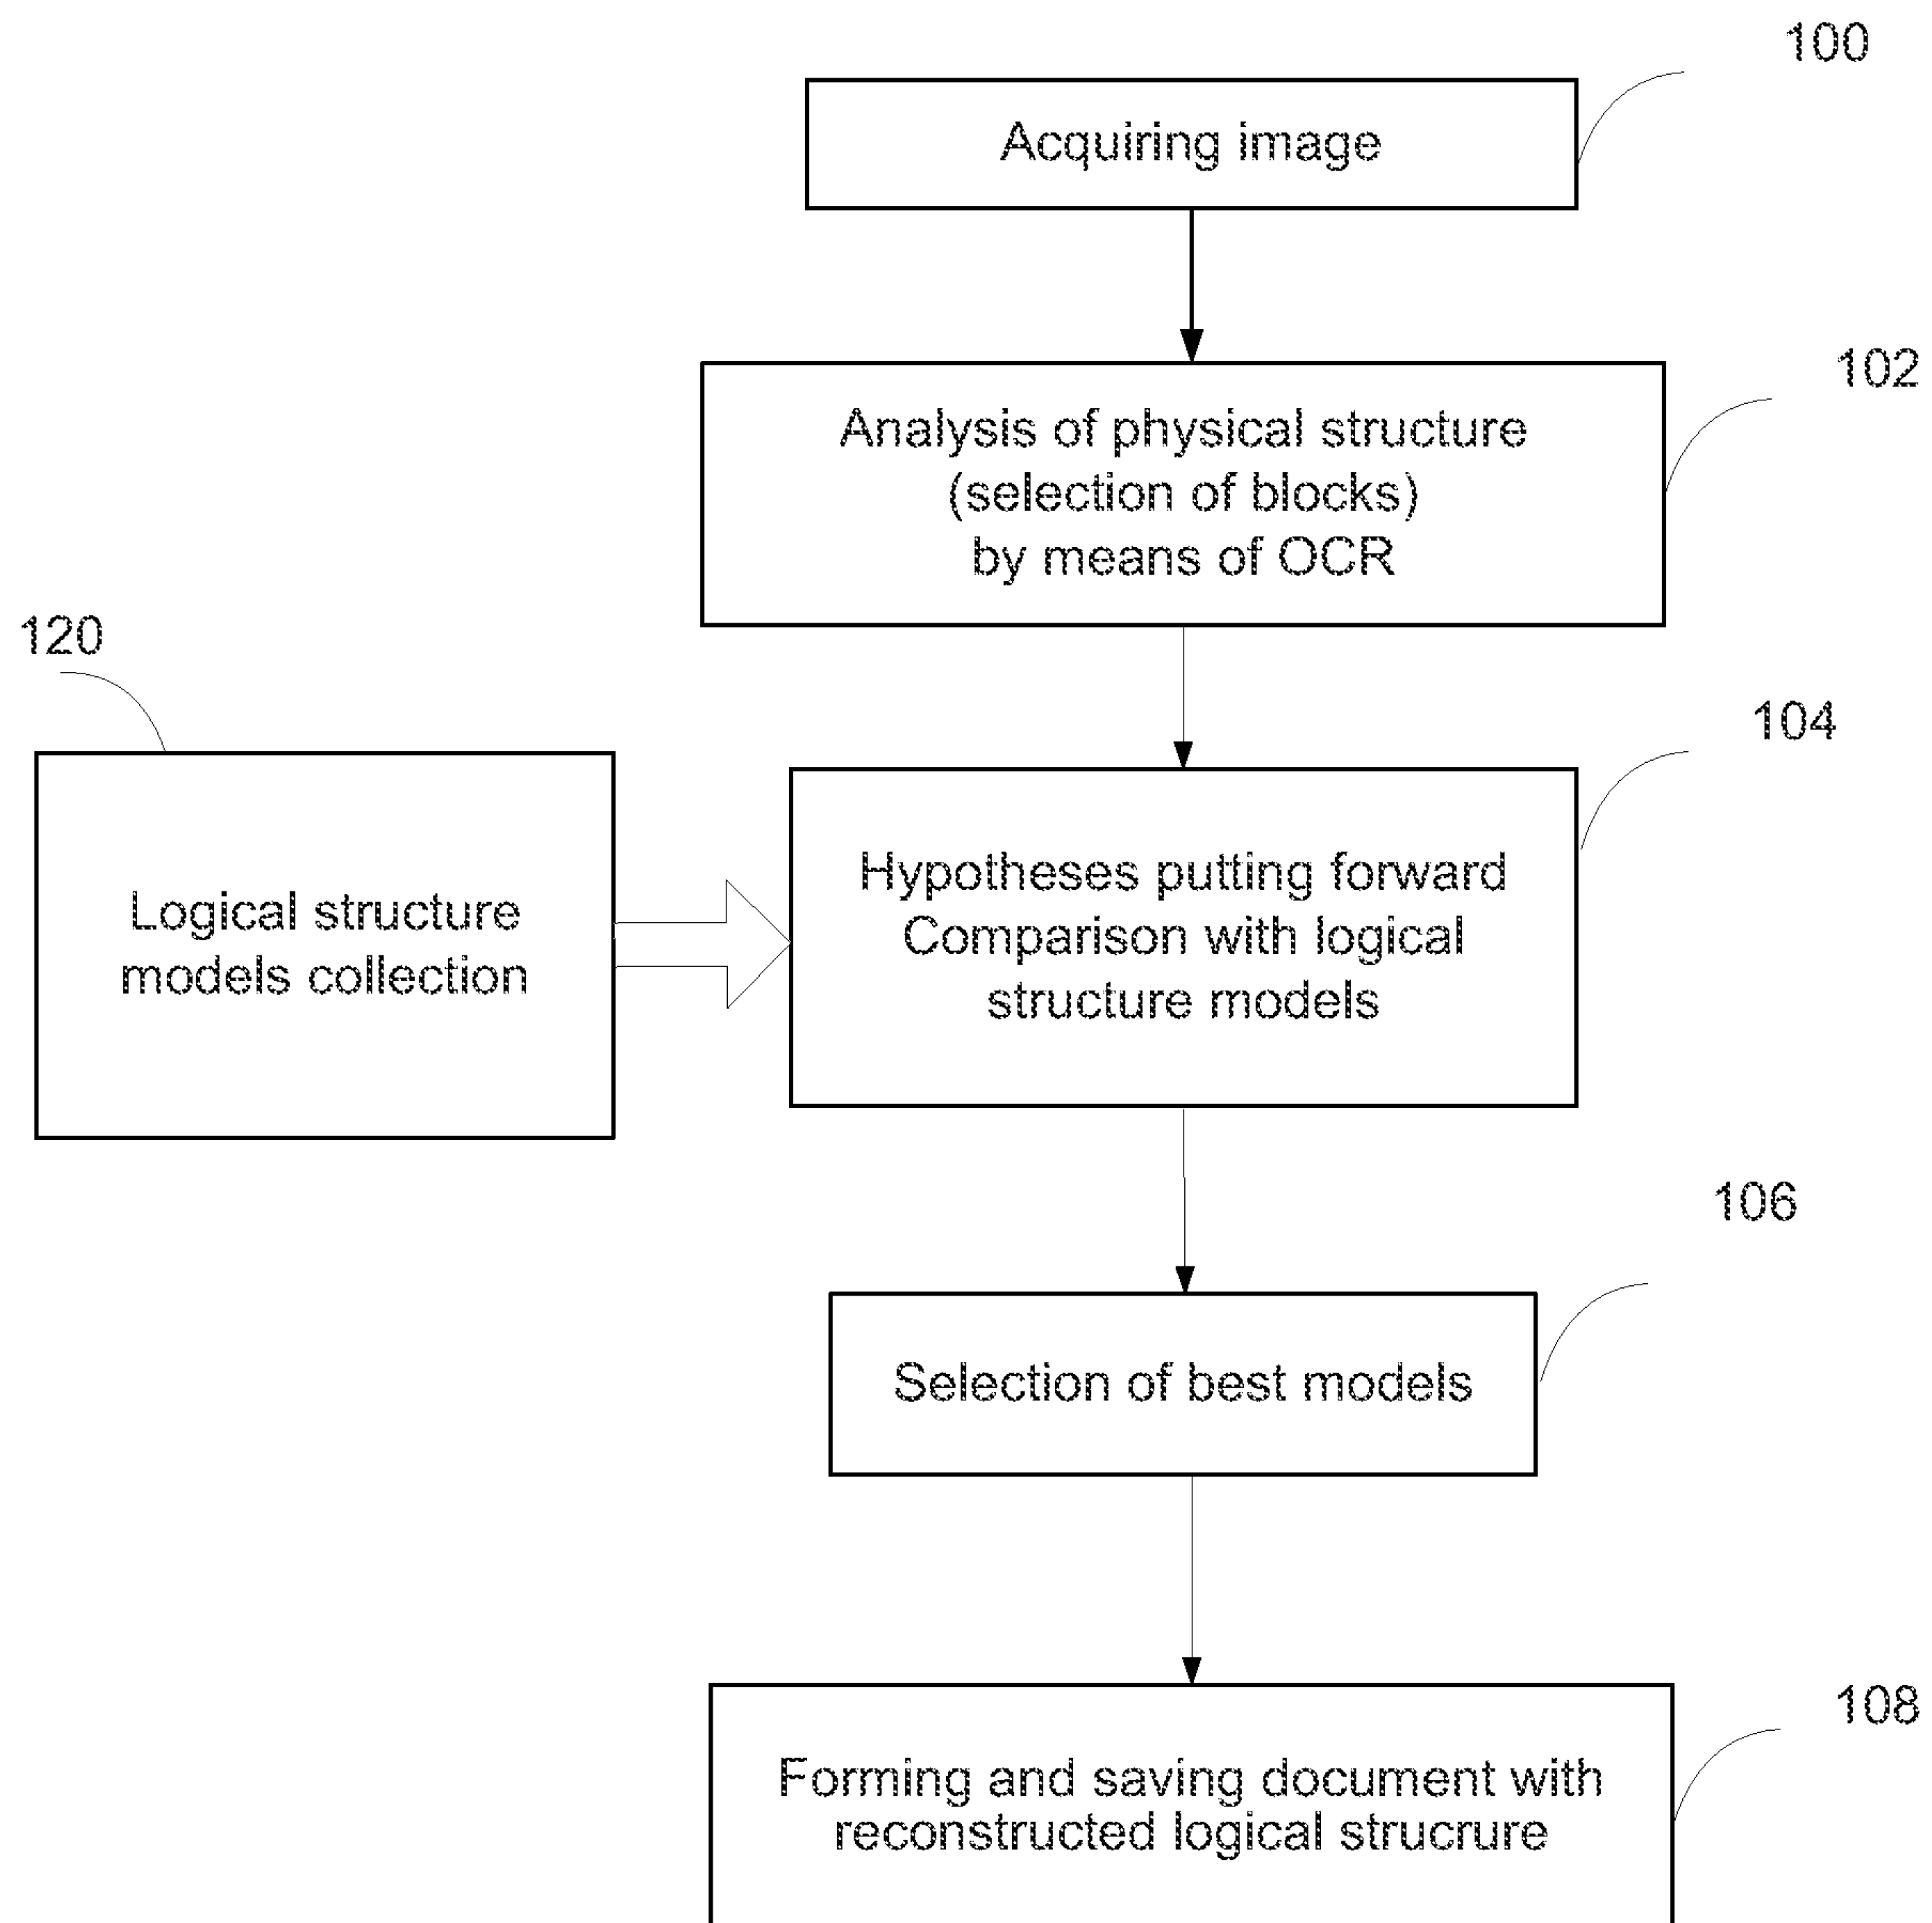 100
Acquiring image
102
Analysis of physical structure
(selection of blocks)
by means of OCR
120
104
Logical structure
models collection
Hypotheses putting forward
Comparison with logical
structure models
106
Selection of best models
108
Forming and saving document with
reconstructed logical strucrure